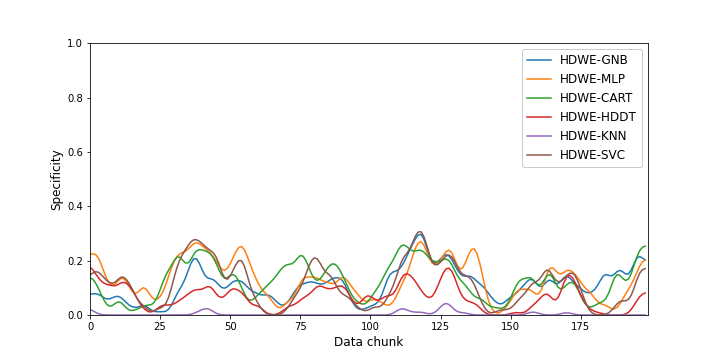 1.0
0.8
0.6
0.4
0.2
0.0
Specificity
0
25
50
75
100
125
150
175
Data chunk
HDWE-GNB
HDWE-MLP
HDWE-CART
HDWE-HDDT
HDWE-KNN
HDWE-SVC